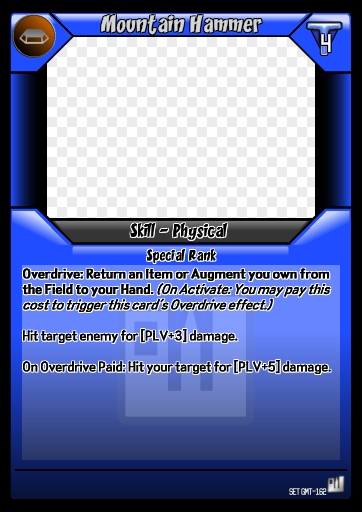 Mountain Hammer
4
Skill - Physical
Special Rank
Overdrive: Return an Item or Augment you own from
the Field to your Hand. (On Activate: You may pay this
cost to trigger this card's Overdrive effect.)
Hit target enemy for [PLV+3] damage.
On Overdrive Paid: Hit your target for [PLV+5] damage.
SET GMT-162